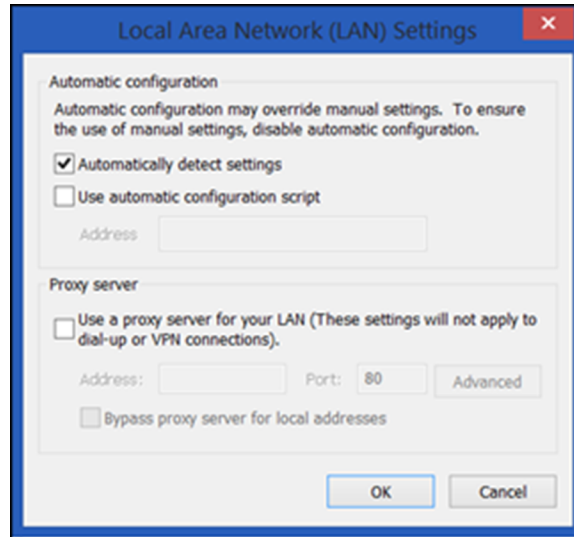 Local Area Network (LAN) Settings
Automatic configuration
Automatic configuration may override manual settings. To ensure
the use of manual settings, disable automatic configuration.
Automatically detect settings
Use automatic configuration script
Address
Proxy server
Use a proxy server for your LAN (These settings will not apply to
dial-up or VPN connections).
Address: Port: 80 Advanced
Bypass proxy server for local addresses
OK Cancel